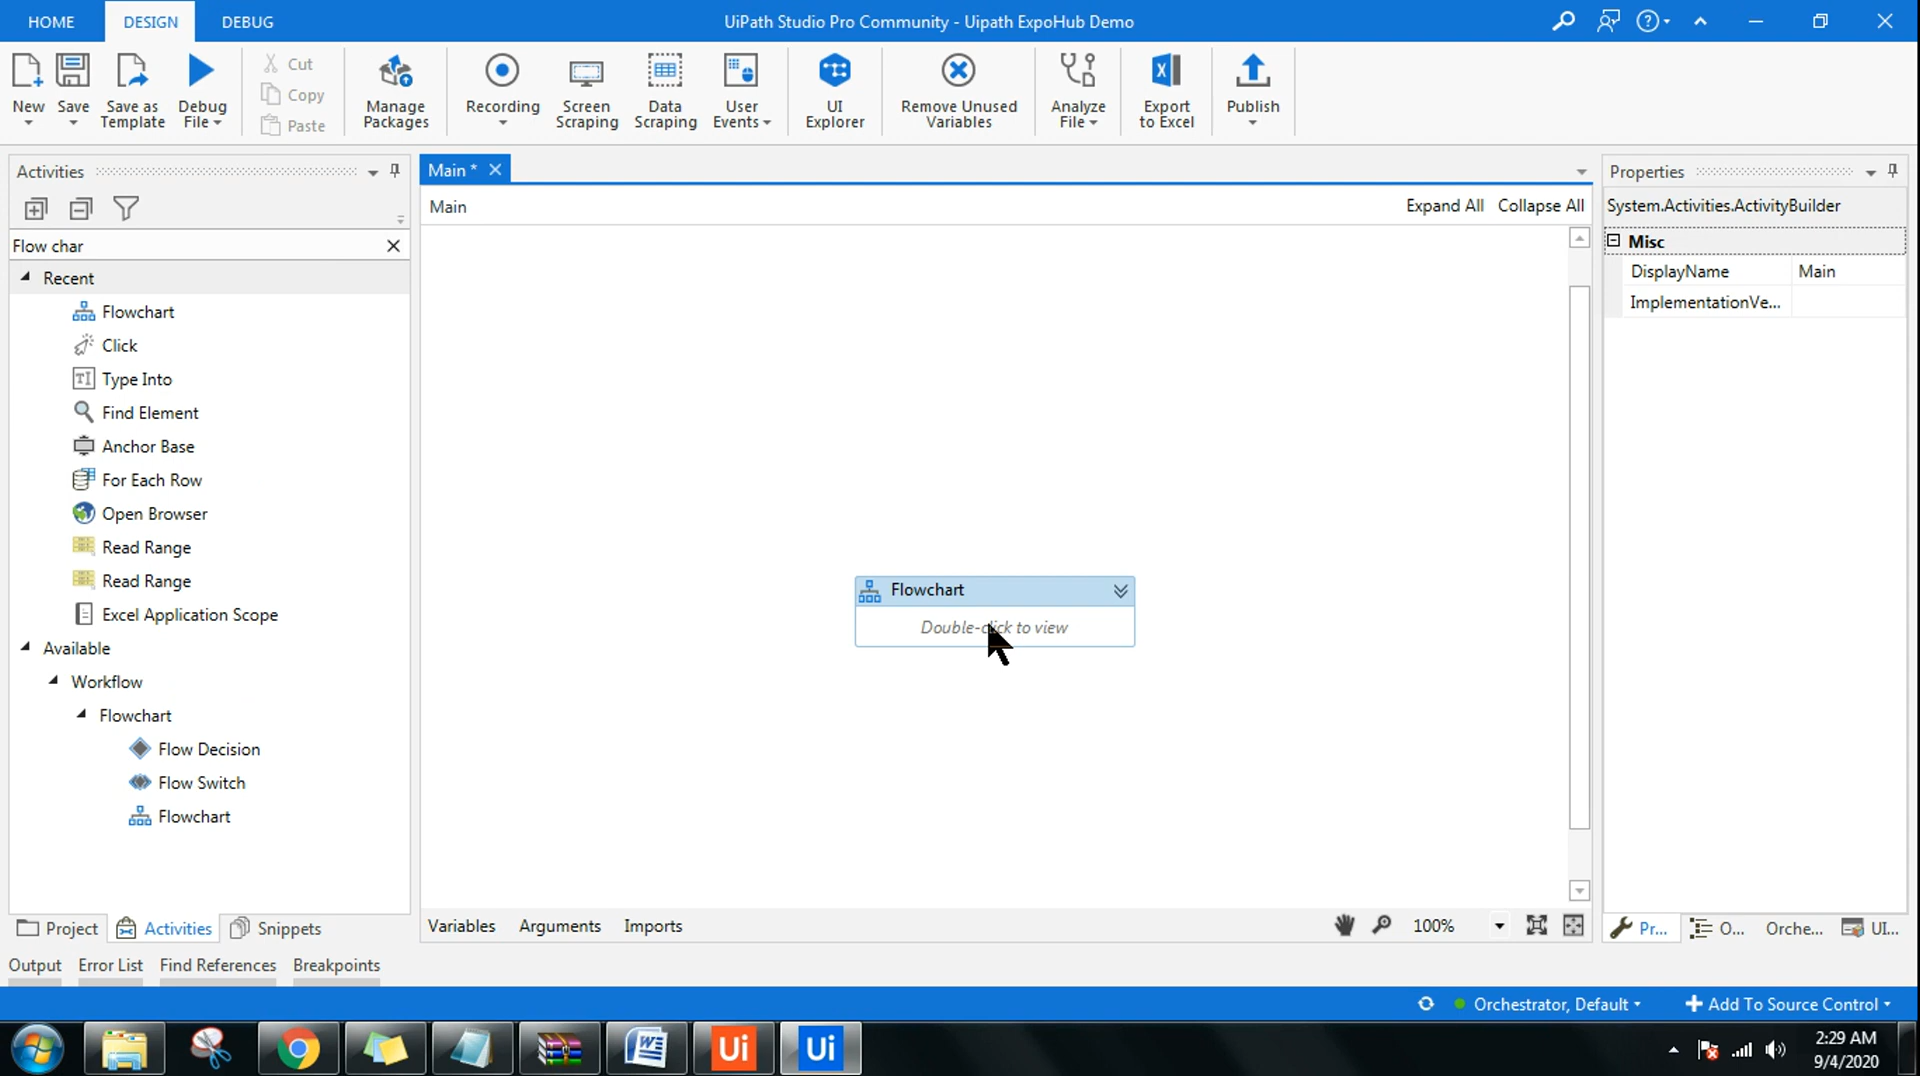 HOME DESIGN DEBUG UiPath Studio Pro Community - Uipath ExpoHub Demo
New Save Save as Template Debug File Cut Copy Paste Manage Packages Recording Screen Scraping Data Scraping User Events UI Explorer Remove Unused Variables Analyze File Export to Excel Publish
Activities
Flow char
Recent
Flowchart
Click
Type Into
Find Element
Anchor Base
For Each Row
Open Browser
Read Range
Read Range
Excel Application Scope
Available
Workflow
Flowchart
Flow Decision
Flow Switch
Flowchart
Project Activities Snippets
Main *
Main Expand All Collapse All
Flowchart
Double-click to view
Variables Arguments Imports 100%
Properties
System.Activities.ActivityBuilder
Misc
DisplayName Main
ImplementationVe...
Pr... O... Orche... UI...
Output Error List Find References Breakpoints
Orchestrator, Default Add To Source Control
Ui Ui
2:29 AM
9/4/2020